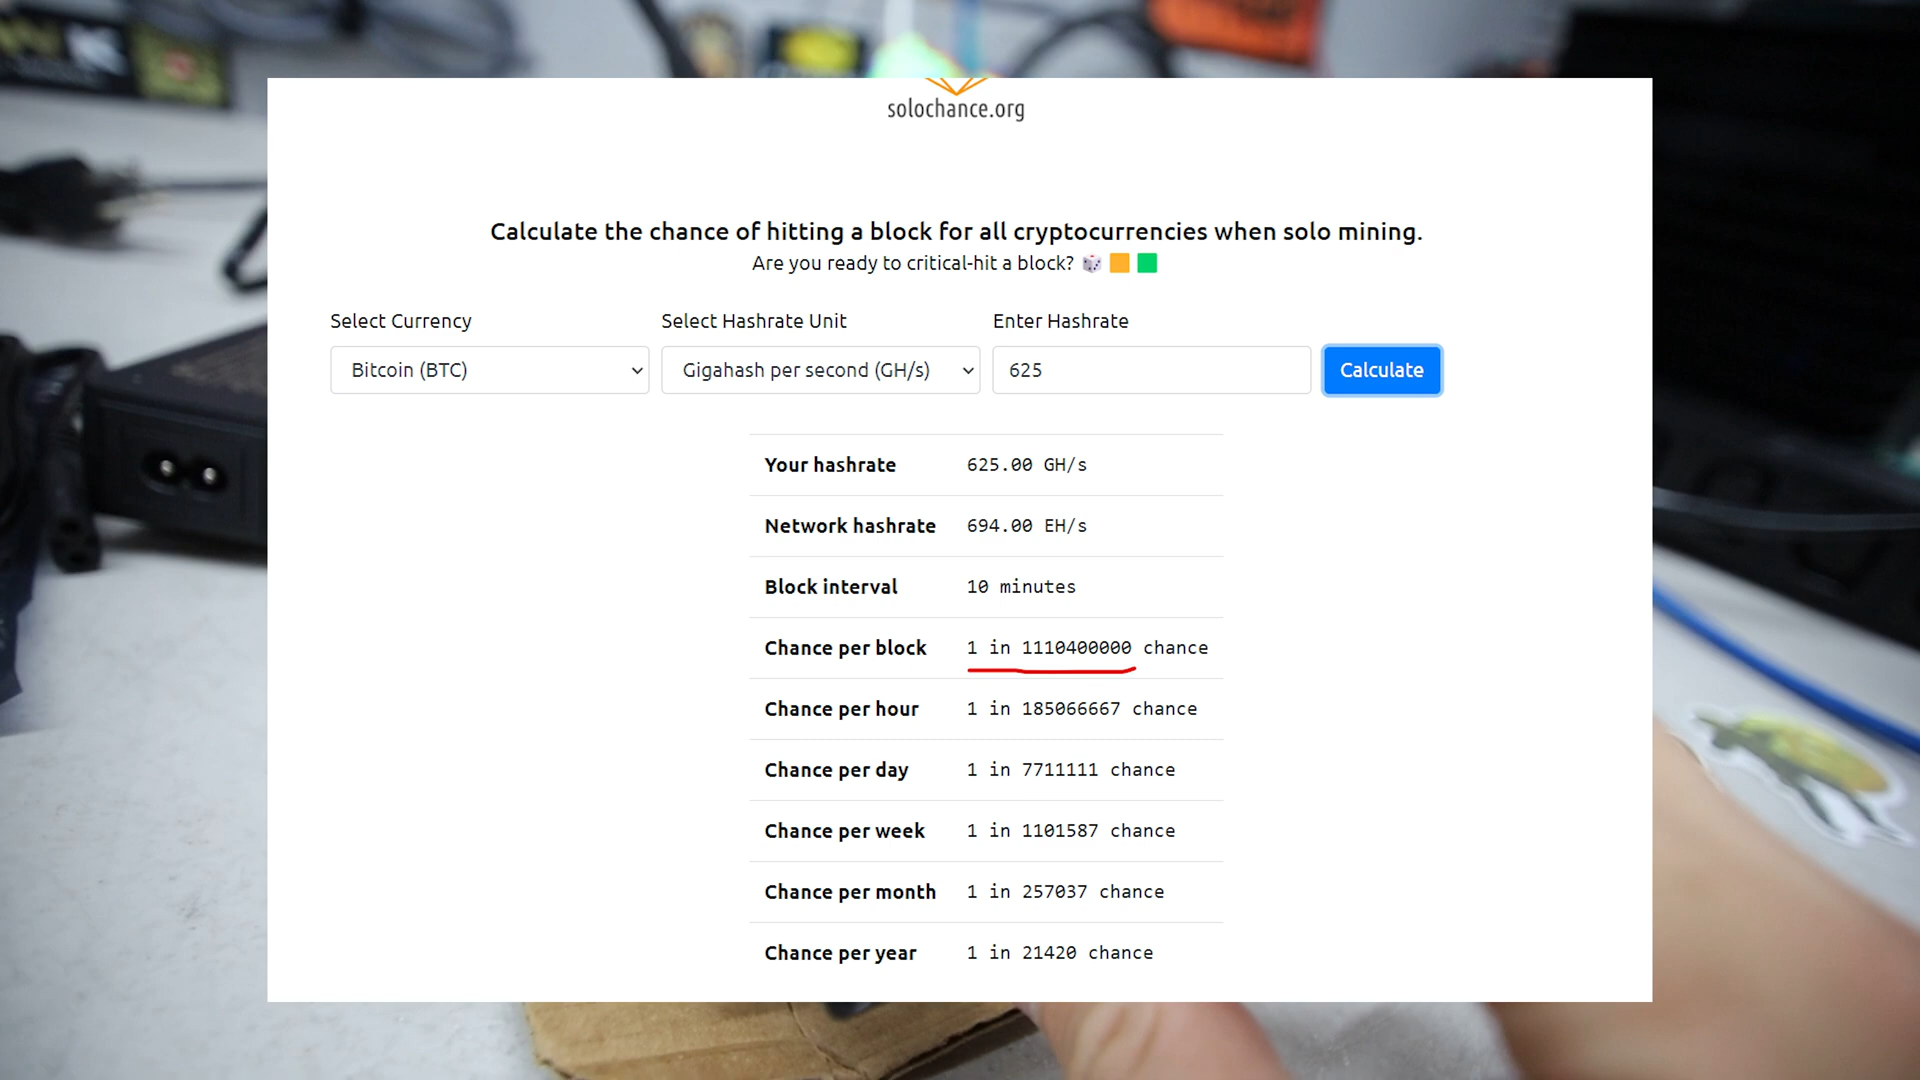 solochance.org
Calculate the chance of hitting a block for all cryptocurrencies when solo mining.
Are you ready to critical-hit a block? 🎲 🟧 🟩
Select Currency
Select Hashrate Unit
Enter Hashrate
Bitcoin (BTC)
Gigahash per second (GH/s)
625
Calculate
Your hashrate 625.00 GH/s
Network hashrate 694.00 EH/s
Block interval 10 minutes
Chance per block 1 in 1110400000 chance
Chance per hour 1 in 185066667 chance
Chance per day 1 in 7711111 chance
Chance per week 1 in 1101587 chance
Chance per month 1 in 257037 chance
Chance per year 1 in 21420 chance